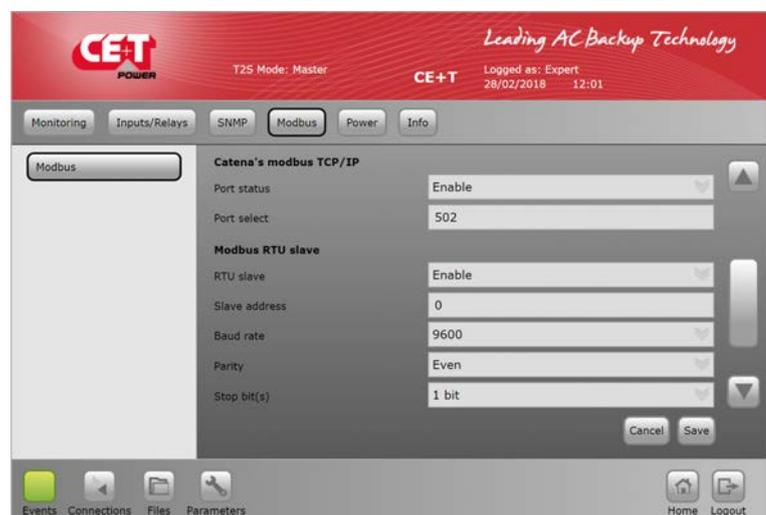 CE+T
POWER
Leading AC Backup Technology
T2S Mode: Master
CE+T
Logged as: Expert
28/02/2018 12:01
Monitoring Inputs/Relays SNMP Modbus Power Info
Modbus
Catena's modbus TCP/IP
Port status Enable
Port select 502
Modbus RTU slave
RTU slave Enable
Slave address 0
Baud rate 9600
Parity Even
Stop bit(s) 1 bit
Cancel Save
Events Connections Files Parameters Home Logout